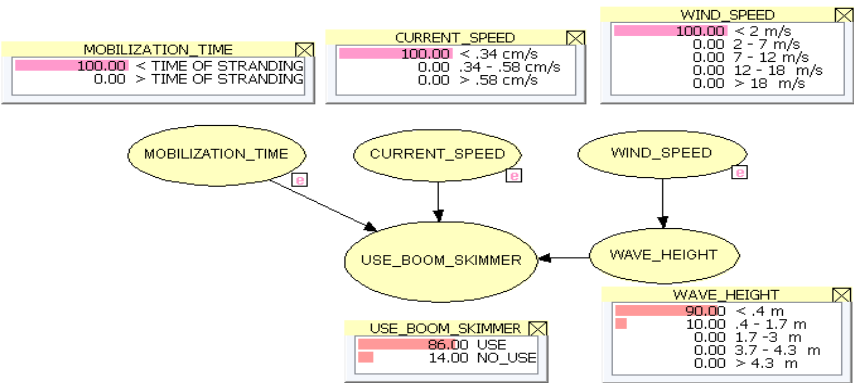 MOBILIZATION_TIME
100.00 < TIME OF STRANDING
0.00 > TIME OF STRANDING
CURRENT_SPEED
100.00 < .34 cm/s
0.00 .34 - .58 cm/s
0.00 > .58 cm/s
WIND_SPEED
100.00 < 2 m/s
0.00 2 - 7 m/s
0.00 7 - 12 m/s
0.00 12 - 18 m/s
0.00 > 18 m/s
MOBILIZATION_TIME
e
CURRENT_SPEED
e
WIND_SPEED
e
USE_BOOM_SKIMMER
WAVE_HEIGHT
USE_BOOM_SKIMMER
86.00 USE
14.00 NO_USE
WAVE_HEIGHT
90.00 < .4 m
10.00 .4 - 1.7 m
0.00 1.7 -3 m
0.00 3.7 - 4.3 m
0.00 > 4.3 m